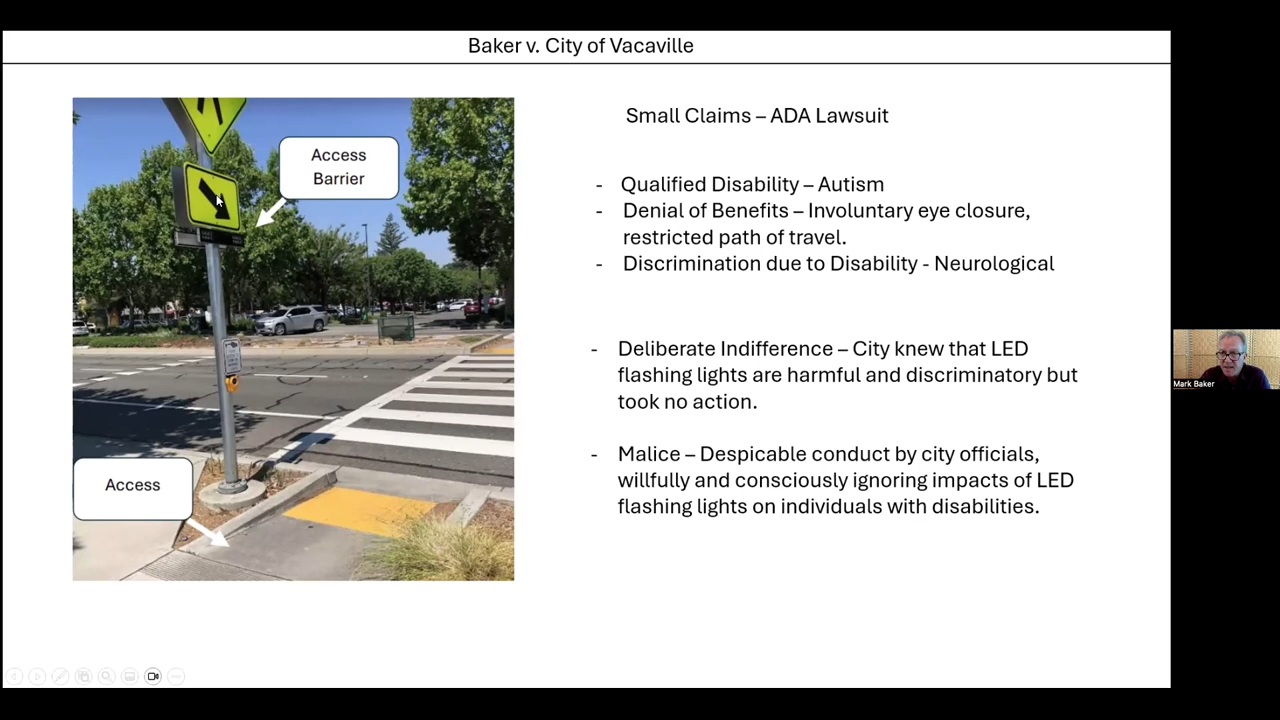 Baker v. City of Vacaville
Access
Barrier
Access
Small Claims – ADA Lawsuit
- Qualified Disability – Autism
- Denial of Benefits – Involuntary eye closure,
restricted path of travel.
- Discrimination due to Disability - Neurological
- Deliberate Indifference – City knew that LED
flashing lights are harmful and discriminatory but
took no action.
- Malice – Despicable conduct by city officials,
willfully and consciously ignoring impacts of LED
flashing lights on individuals with disabilities.
Mark Baker